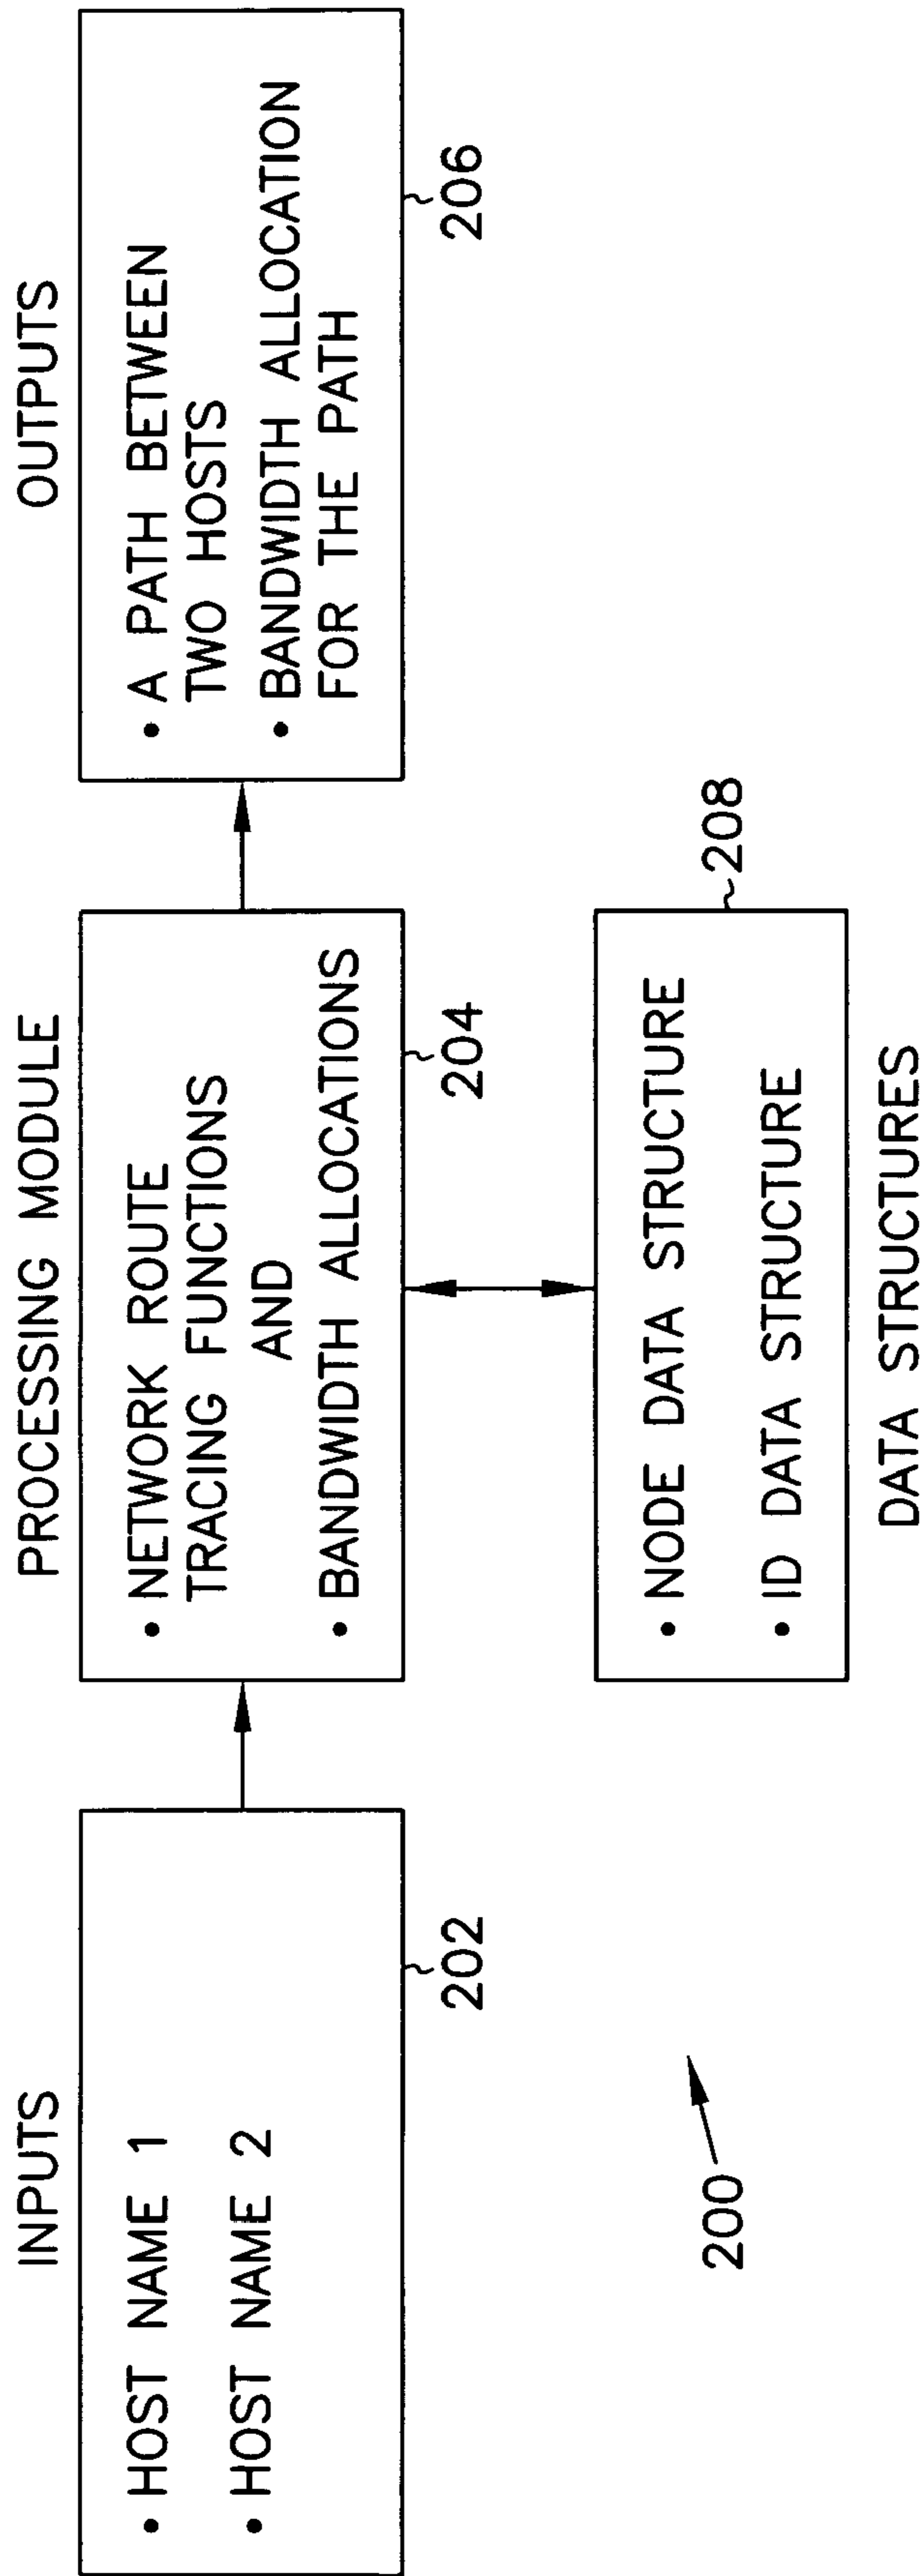 INPUTS
• HOST NAME 1
• HOST NAME 2
202
PROCESSING MODULE
• NETWORK ROUTE
TRACING FUNCTIONS
AND
• BANDWIDTH ALLOCATIONS
204
OUTPUTS
• A PATH BETWEEN
TWO HOSTS
• BANDWIDTH ALLOCATION
FOR THE PATH
206
• NODE DATA STRUCTURE
• ID DATA STRUCTURE
208
DATA STRUCTURES
200